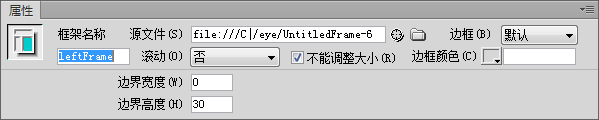 属性
框架名称 源文件(S) file:///C|/eye/UntitledFrame-6 边框(B) 默认
leftFrame 滚动(O) 否 不能调整大小(R) 边框颜色(C)
边界宽度(W) 0
边界高度(H) 30